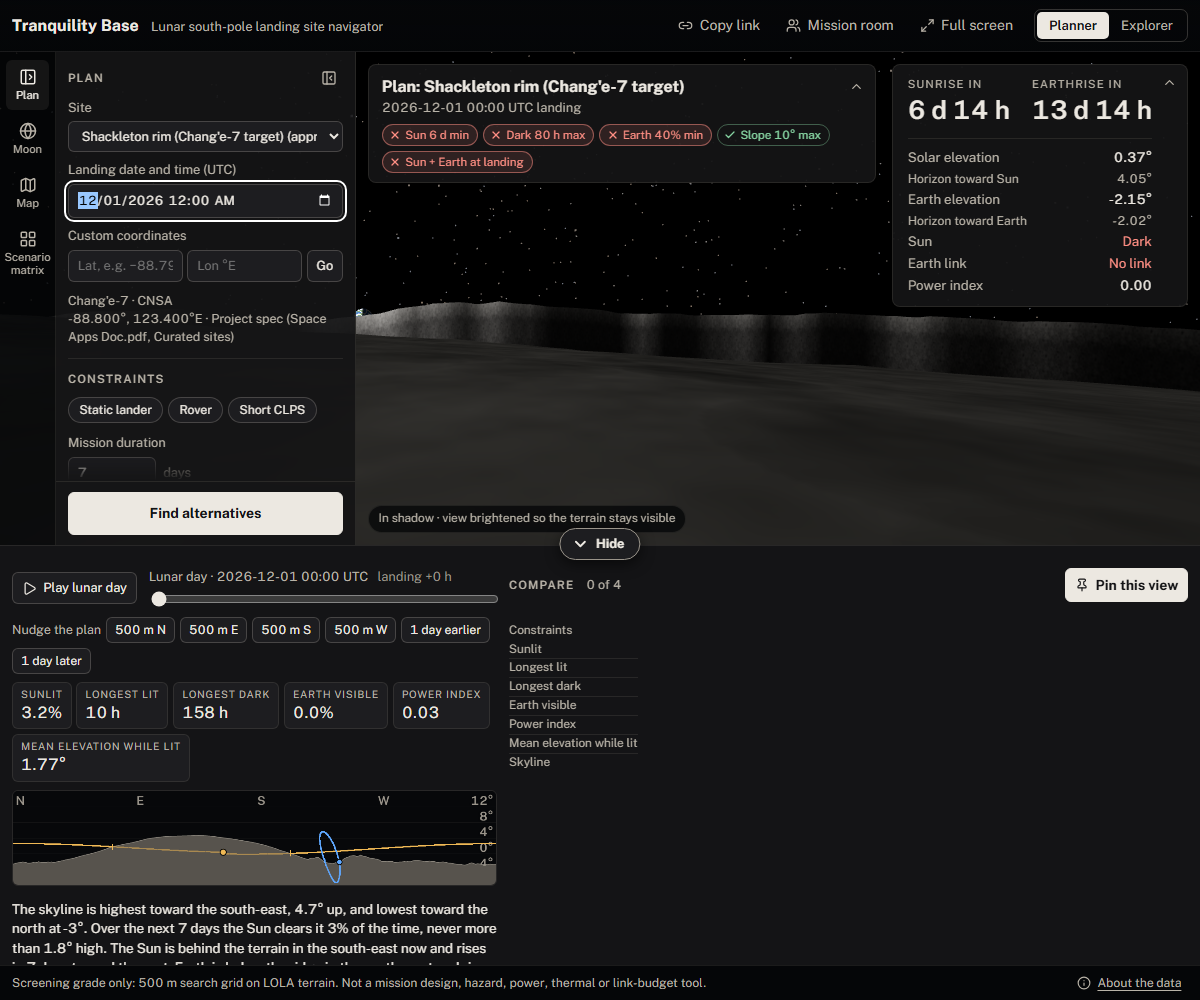 Tranquility Base Lunar south-pole landing site navigator Copy link Mission room Full screen Planner Explorer
Plan
Moon
Map
Scenario matrix
PLAN
Site
Shackleton rim (Chang'e-7 target) (appr
Landing date and time (UTC)
12/01/2026 12:00 AM
Custom coordinates
Lat, e.g. −88.79 Lon °E Go
Chang'e-7 · CNSA
-88.800°, 123.400°E · Project spec (Space
Apps Doc.pdf, Curated sites)
CONSTRAINTS
Static lander Rover Short CLPS
Mission duration
7 days
Find alternatives
Plan: Shackleton rim (Chang'e-7 target)
2026-12-01 00:00 UTC landing
Sun 6 d min Dark 80 h max Earth 40% min Slope 10° max
Sun + Earth at landing
SUNRISE IN EARTHRISE IN
6 d 14 h 13 d 14 h
Solar elevation 0.37°
Horizon toward Sun 4.05°
Earth elevation -2.15°
Horizon toward Earth -2.02°
Sun Dark
Earth link No link
Power index 0.00
In shadow · view brightened so the terrain stays visible
Hide
Play lunar day Lunar day · 2026-12-01 00:00 UTC landing +0 h
Nudge the plan 500 m N 500 m E 500 m S 500 m W 1 day earlier
1 day later
SUNLIT LONGEST LIT LONGEST DARK EARTH VISIBLE POWER INDEX
3.2% 10 h 158 h 0.0% 0.03
MEAN ELEVATION WHILE LIT
1.77°
N E S W 12°
8°
4°
0°
4°
The skyline is highest toward the south-east, 4.7° up, and lowest toward the
north at -3°. Over the next 7 days the Sun clears it 3% of the time, never more
than 1.8° high. The Sun is behind the terrain in the south-east now and rises
COMPARE 0 of 4 Pin this view
Constraints
Sunlit
Longest lit
Longest dark
Earth visible
Power index
Mean elevation while lit
Skyline
Screening grade only: 500 m search grid on LOLA terrain. Not a mission design, hazard, power, thermal or link-budget tool. About the data